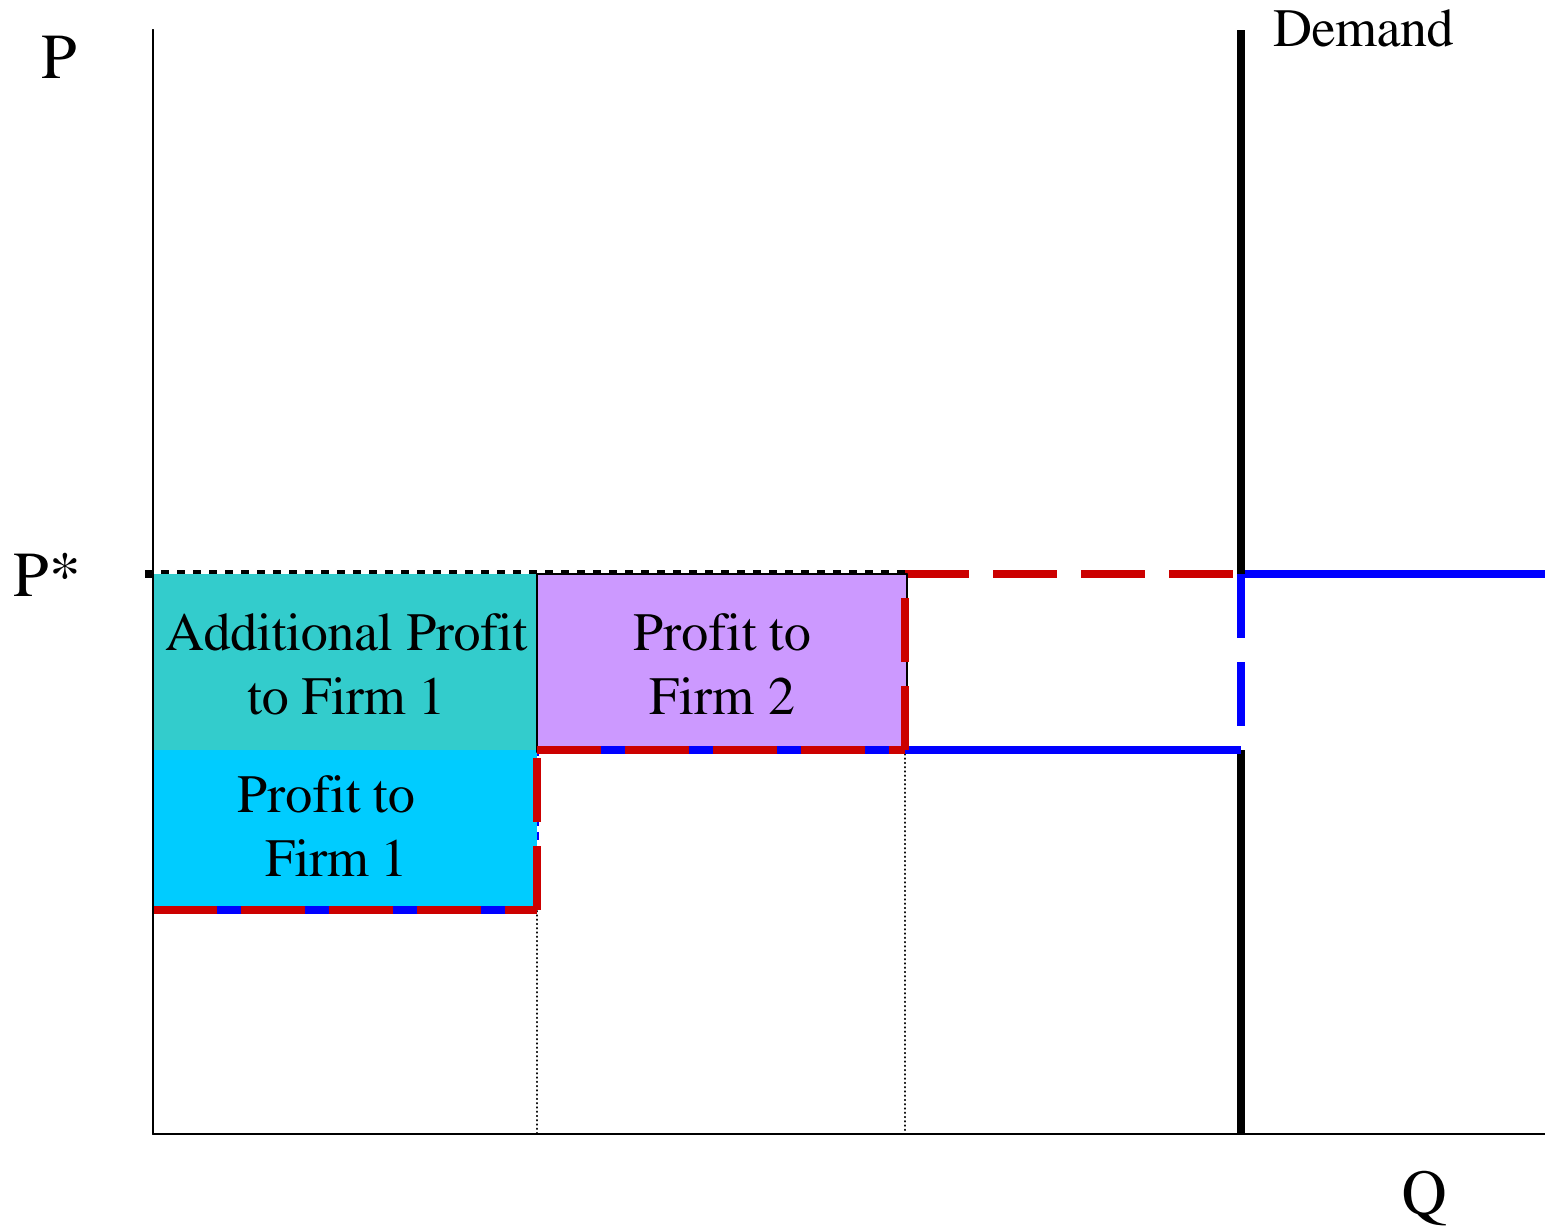 P
Demand
P*
Additional Profit
to Firm 1
Profit to
Firm 2
Profit to
Firm 1
Q